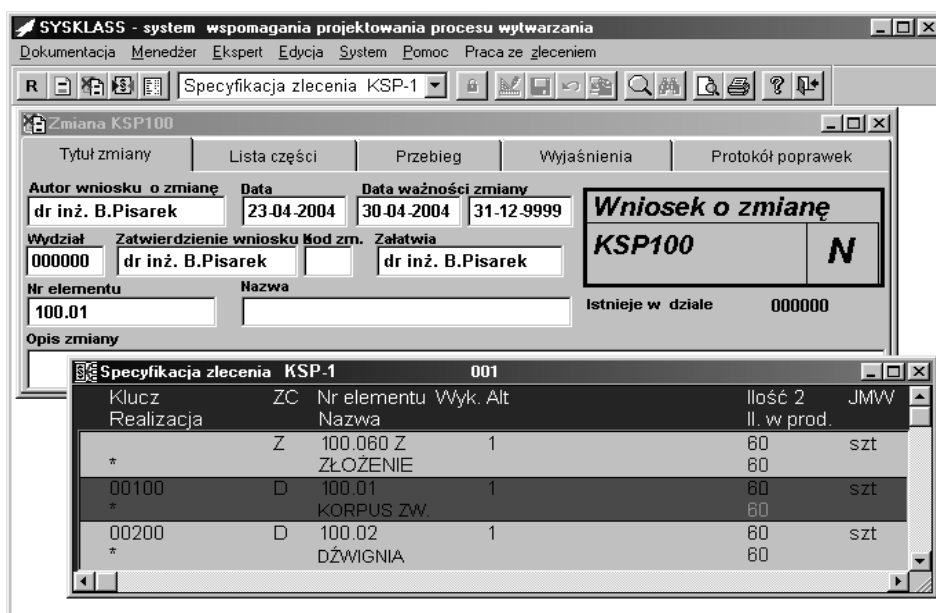 SYSKLASS - system wspomagania projektowania procesu wytwarzania
Dokumentacja Menedżer Ekspert Edycja System Pomoc Praca ze zleceniem
R Specyfikacja zlecenia KSP-1
Zmiana KSP100
Tytuł zmiany Lista części Przebieg Wyjaśnienia Protokół poprawek
Autor wniosku o zmianę Data Data ważności zmiany
dr inż. B.Pisarek 23-04-2004 30-04-2004 31-12-9999
Wniosek o zmianę
Wydział Zatwierdzenie wniosku Kod zm. Załatwia
000000 dr inż. B.Pisarek dr inż. B.Pisarek
KSP100 N
Nr elementu Nazwa
Istnieje w dziale 000000
100.01
Opis zmiany
Specyfikacja zlecenia KSP-1 001
Klucz ZC Nr elementu Wyk. Alt Ilość 2 JMW
Realizacja Nazwa Il. w prod.
Z 100.060 Z 1 60 szt
* ZŁOŻENIE 60
00100 D 100.01 1 60 szt
* KORPUS ZW. 60
00200 D 100.02 1 60 szt
* DŹWIGNIA 60